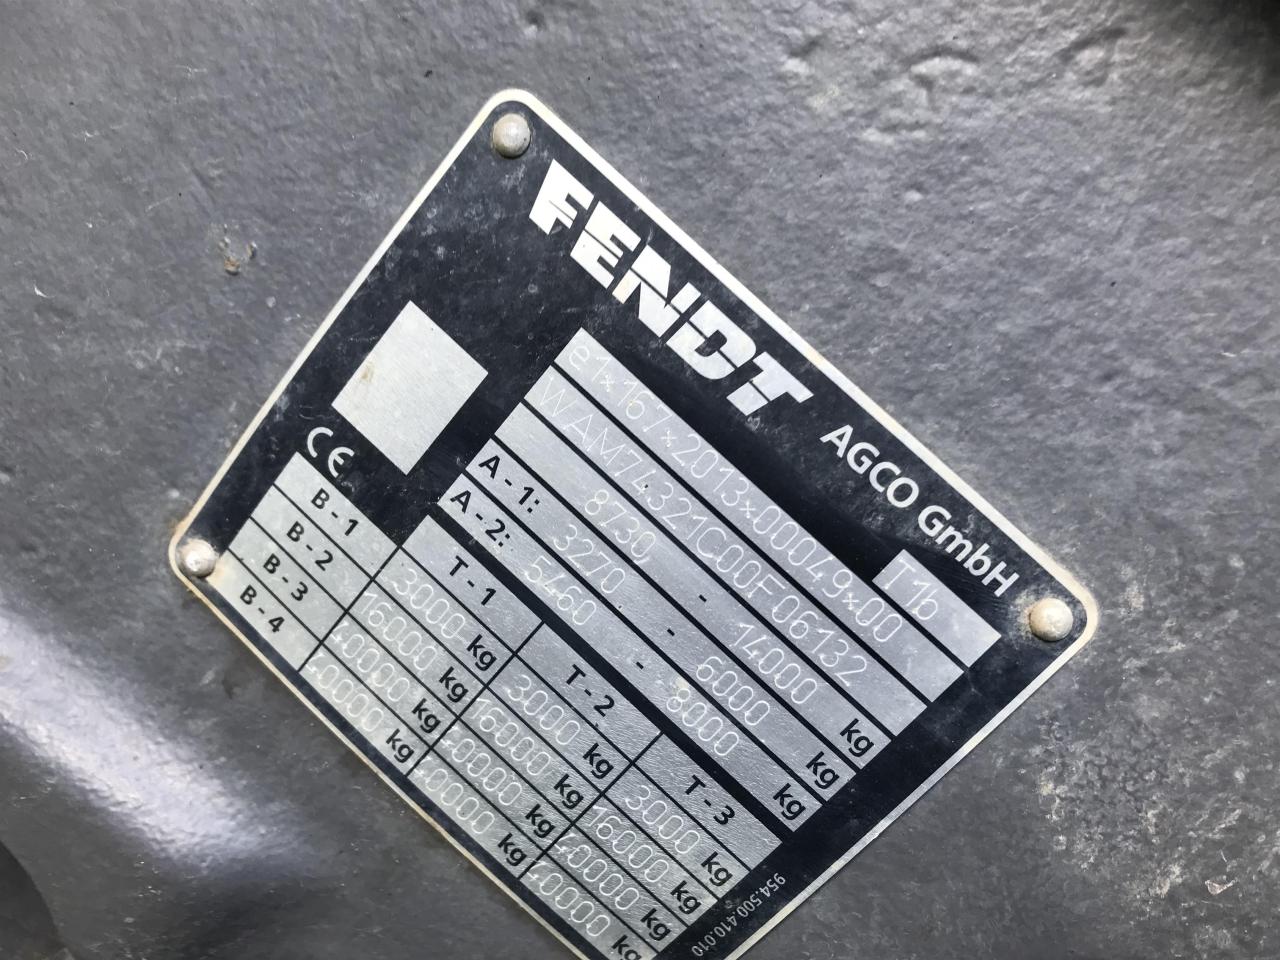 FENDT AGCO GmbH
T1b
e1*167*2013*00049*00
WAM74321C00F06132
8730 - 14000 kg
A - 1: 3270 - 6000 kg
A - 2: 5460 - 8000 kg
CE
T - 1 T - 2 T - 3
B - 1 3000 kg 3000 kg 3000 kg
B - 2 16000 kg 16000 kg 16000 kg
B - 3 40000 kg 40000 kg 40000 kg
B - 4 40000 kg 40000 kg 40000 kg
954.500.410.010